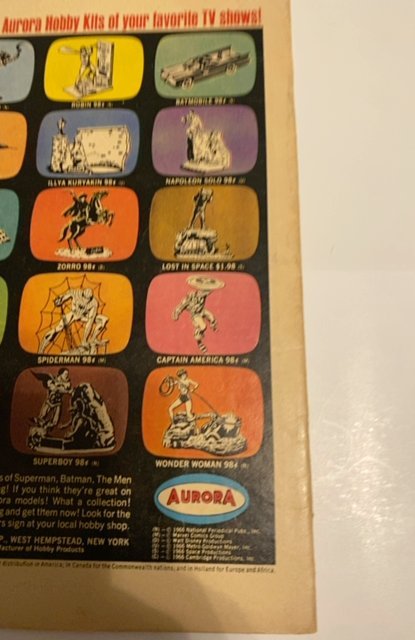 Aurora Hobby Kits of your favorite TV shows!
ROBIN 98¢
BATMOBILE 98¢
ILLYA KURYAKIN 98¢
NAPOLEON SOLO 98¢
ZORRO 98¢
LOST IN SPACE $1.98
SPIDERMAN 98¢ (M)
CAPTAIN AMERICA 98¢ (M)
SUPERBOY 98¢ (N)
WONDER WOMAN 98¢ (N)
s of Superman, Batman, The Men
g! If you think they're great on
ora models! What a collection!
g and get them now! Look for the
rs sign at your local hobby shop.
AURORA
P., WEST HEMPSTEAD, NEW YORK
facturer of Hobby Products
© 1966 National Periodical Pubs., Inc.
Marvel Comics Group
Walt Disney Productions
© 1966 Metro-Goldwyn Mayer, Inc.
© 1966 Space Productions
© 1966 Cambridge Productions, Inc.
distribution in America; in Canada for the Commonwealth nations, and in Holland for Europe and Africa.